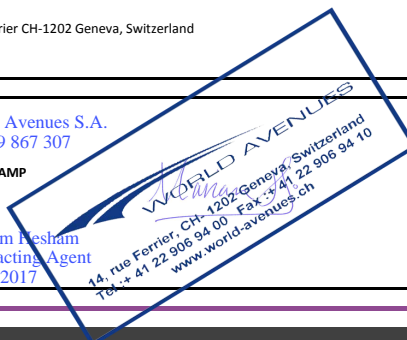 rier CH-1202 Geneva, Switzerland
Avenues S.A.
9 867 307
AMP
WORLD AVENUES
14, rue Ferrier, CH- 1202 Geneva, Switzerland
Tel :+ 41 22 906 94 00 Fax :+ 41 22 906 94 10
www.world-avenues.ch
m Hesham
acting Agent
2017